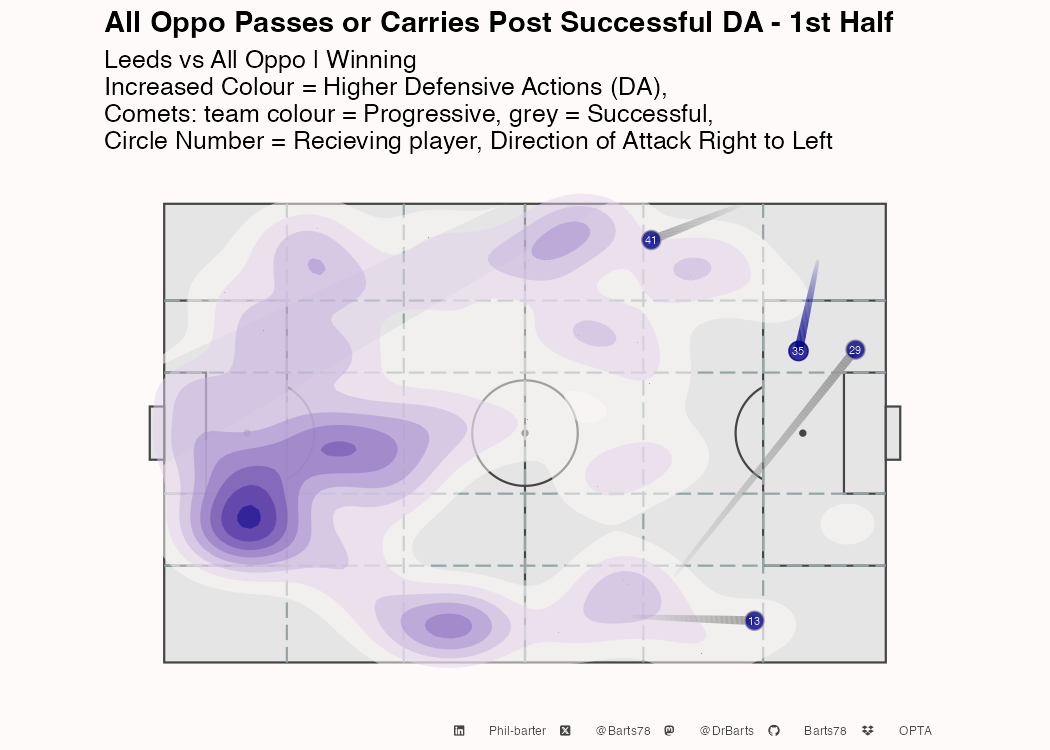 All Oppo Passes or Carries Post Successful DA - 1st Half
Leeds vs All Oppo | Winning
Increased Colour = Higher Defensive Actions (DA),
Comets: team colour = Progressive, grey = Successful,
Circle Number = Recieving player, Direction of Attack Right to Left
41
35
29
13
Phil-barter @Barts78 @DrBarts Barts78 OPTA